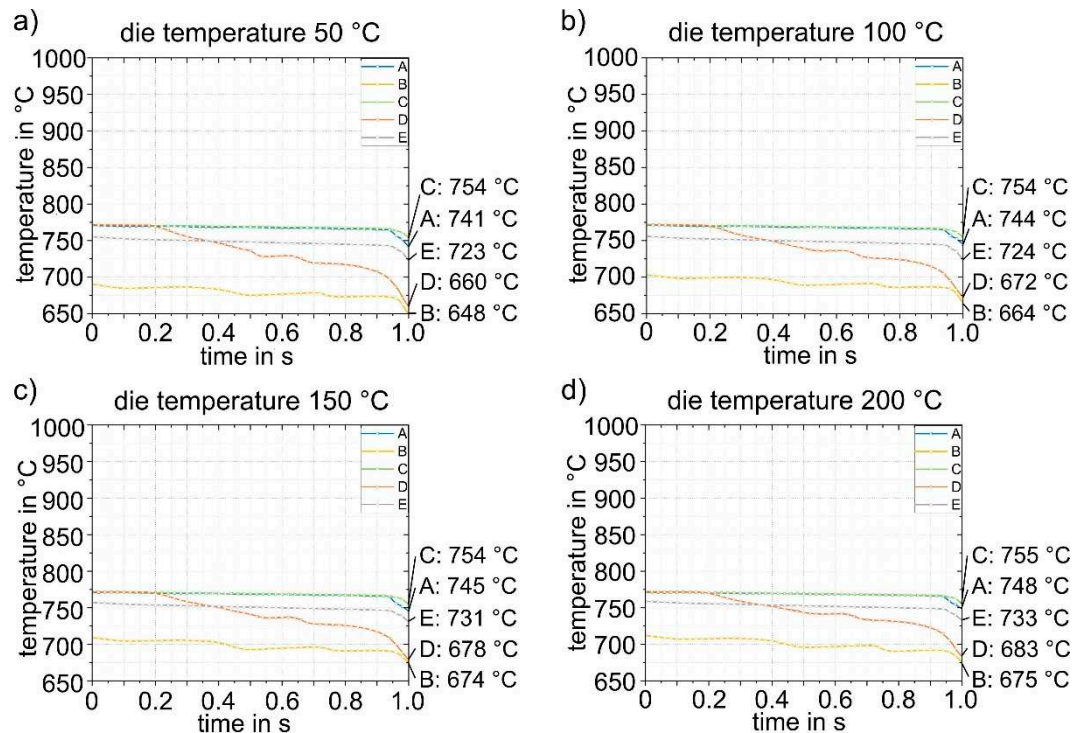 a)
die temperature 50 °C
temperature in °C
1000
950
900
850
800
750
700
650
A
B
C
D
E
C: 754 °C
A: 741 °C
E: 723 °C
D: 660 °C
B: 648 °C
0 0.2 0.4 0.6 0.8 1.0
time in s
b)
die temperature 100 °C
temperature in °C
1000
950
900
850
800
750
700
650
A
B
C
D
E
C: 754 °C
A: 744 °C
E: 724 °C
D: 672 °C
B: 664 °C
0 0.2 0.4 0.6 0.8 1.0
time in s
c)
die temperature 150 °C
temperature in °C
1000
950
900
850
800
750
700
650
A
B
C
D
E
C: 754 °C
A: 745 °C
E: 731 °C
D: 678 °C
B: 674 °C
0 0.2 0.4 0.6 0.8 1.0
time in s
d)
die temperature 200 °C
temperature in °C
1000
950
900
850
800
750
700
650
A
B
C
D
E
C: 755 °C
A: 748 °C
E: 733 °C
D: 683 °C
B: 675 °C
0 0.2 0.4 0.6 0.8 1.0
time in s